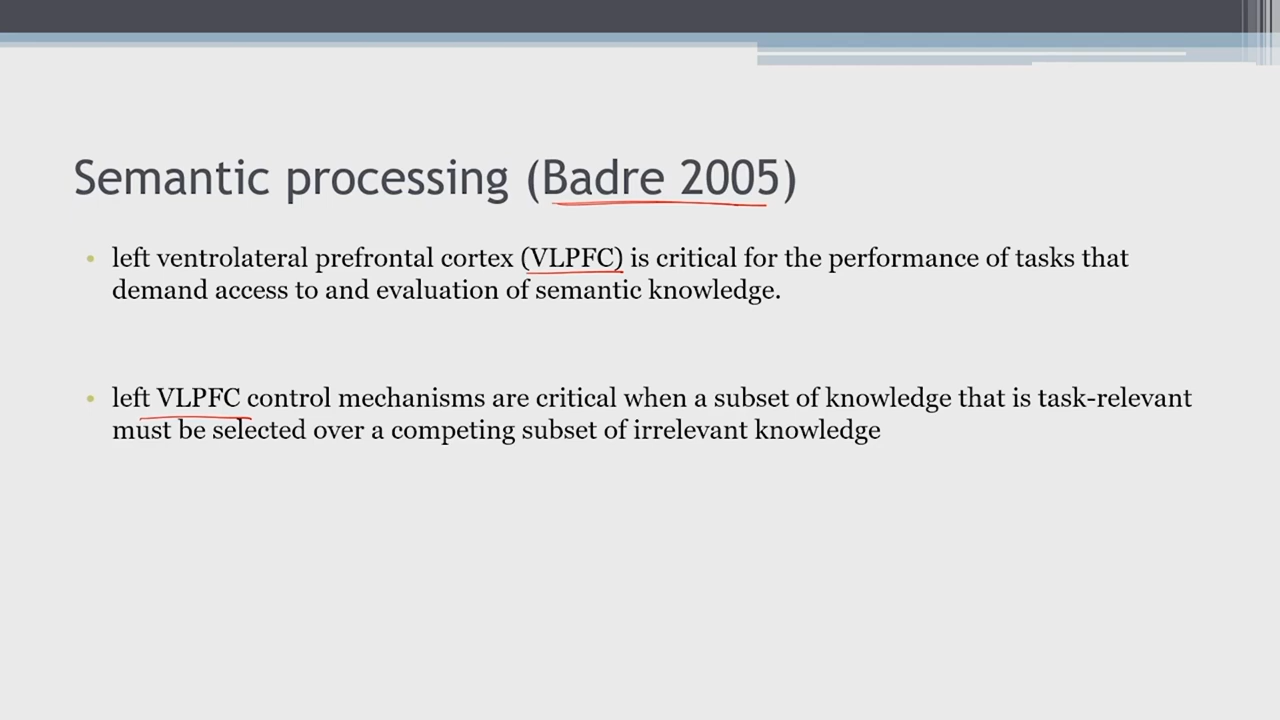 Semantic processing (Badre 2005)
• left ventrolateral prefrontal cortex (VLPFC) is critical for the performance of tasks that
demand access to and evaluation of semantic knowledge.
• left VLPFC control mechanisms are critical when a subset of knowledge that is task-relevant
must be selected over a competing subset of irrelevant knowledge